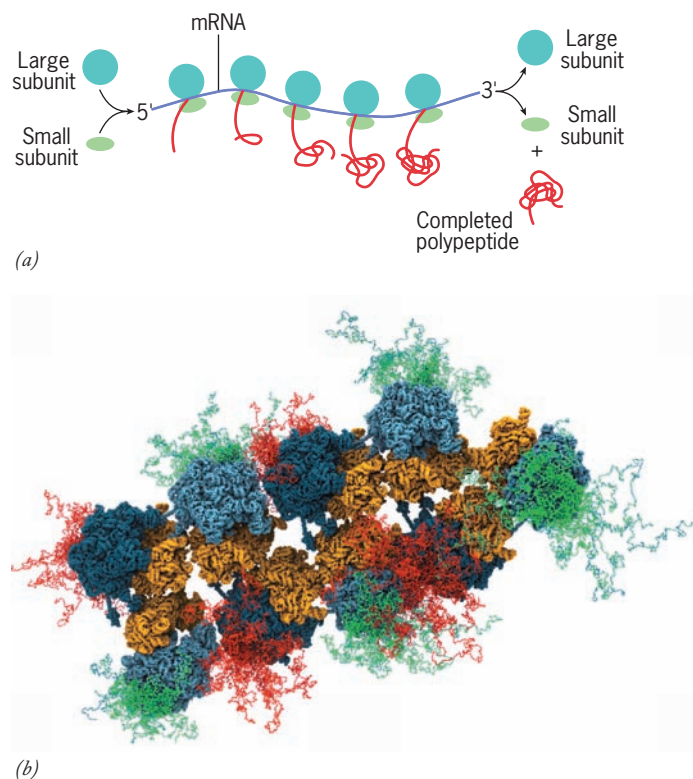 mRNA
Large
subunit
Small
subunit
5'
3'
Large
subunit
Small
subunit
+
Completed
polypeptide
(a)
(b)